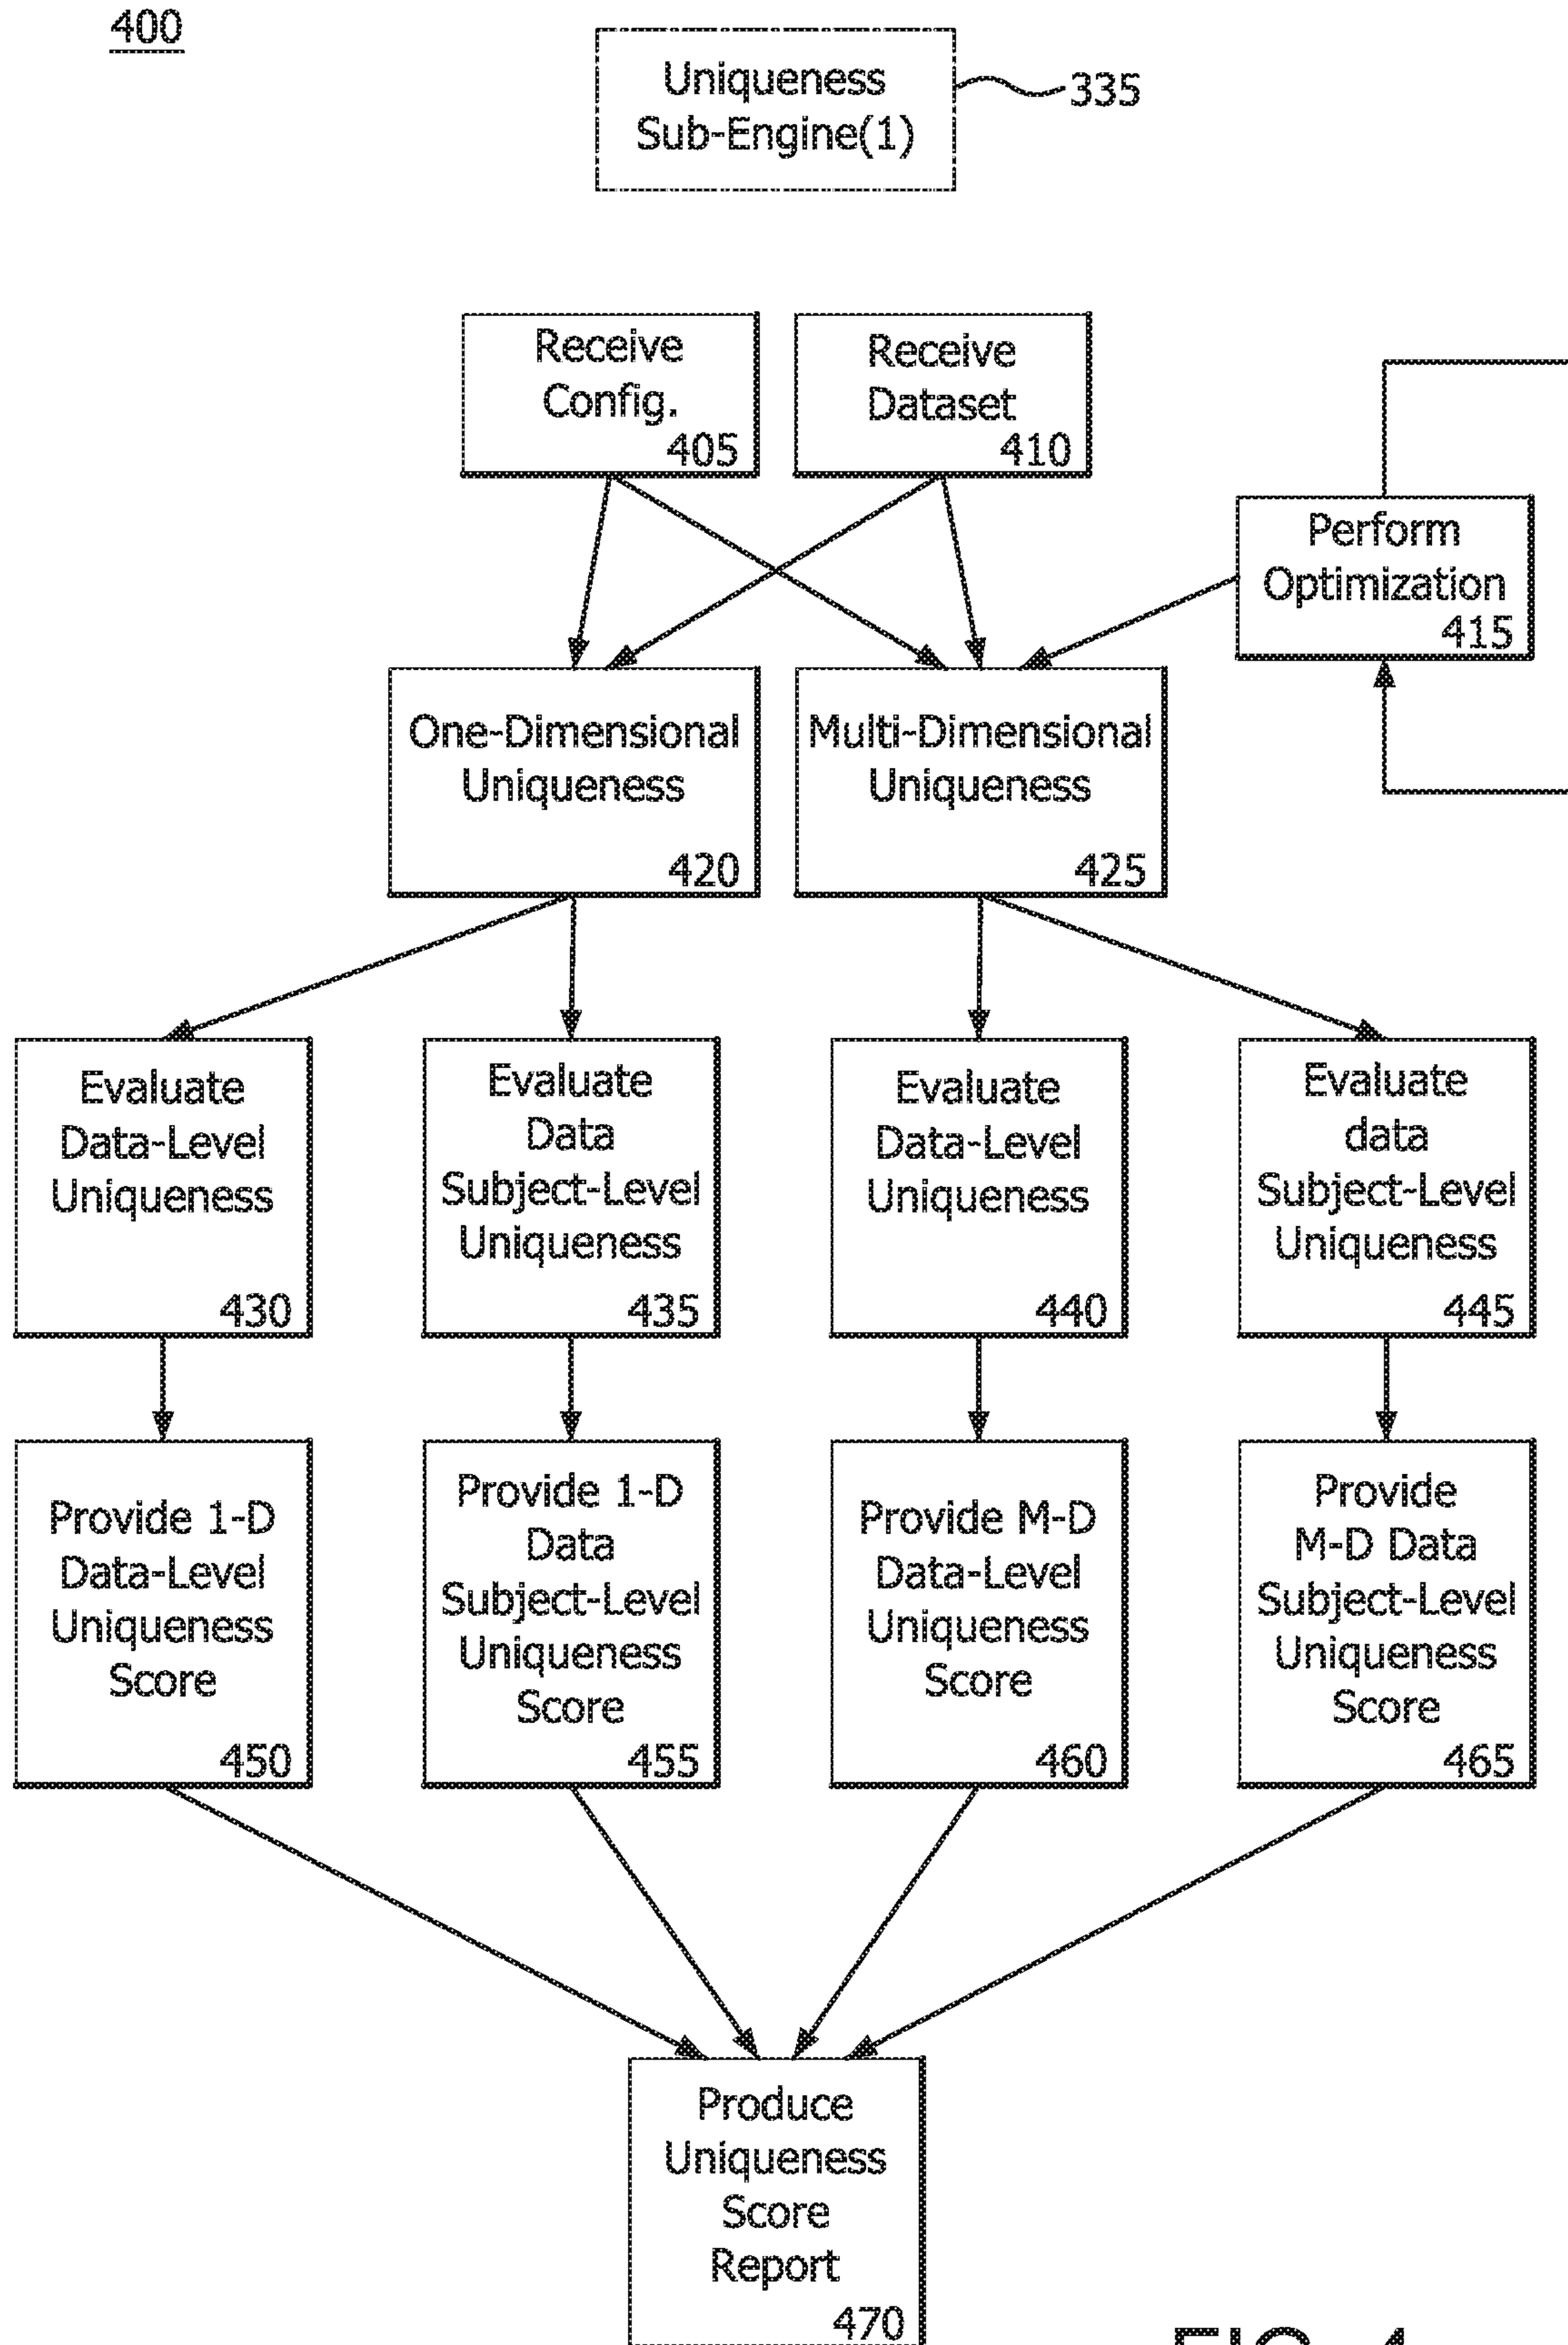 400
Uniqueness
Sub-Engine(1)
335
Receive
Config.
405
Receive
Dataset
410
Perform
Optimization
415
One-Dimensional
Uniqueness
420
Multi-Dimensional
Uniqueness
425
Evaluate
Data-Level
Uniqueness
430
Evaluate
Data
Subject-Level
Uniqueness
435
Evaluate
Data-Level
Uniqueness
440
Evaluate
data
Subject-Level
Uniqueness
445
Provide 1-D
Data-Level
Uniqueness
Score
450
Provide 1-D
Data
Subject-Level
Uniqueness
Score
455
Provide M-D
Data-Level
Uniqueness
Score
460
Provide
M-D Data
Subject-Level
Uniqueness
Score
465
Produce
Uniqueness
Score
Report
470